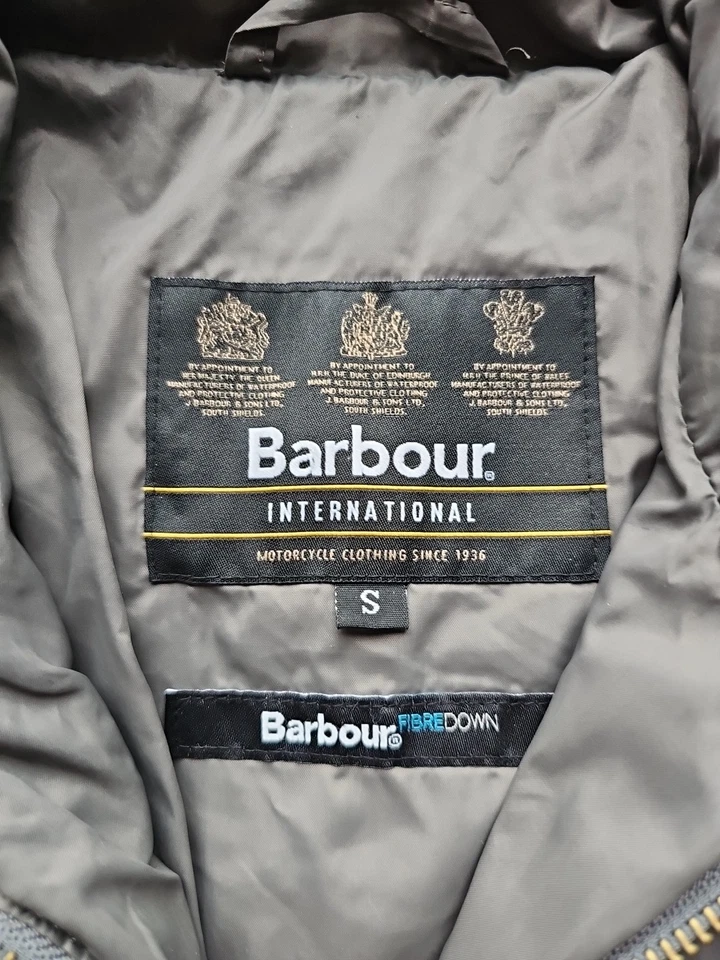 BY APPOINTMENT TO
HER MAJESTY THE QUEEN
MANUFACTURERS OF WATERPROOF
AND PROTECTIVE CLOTHING
J. BARBOUR & SONS LTD.
SOUTH SHIELDS.
BY APPOINTMENT TO
H.R.H. THE DUKE OF EDINBURGH
MANUFACTURERS OF WATERPROOF
AND PROTECTIVE CLOTHING
J. BARBOUR & SONS LTD.
SOUTH SHIELDS.
BY APPOINTMENT TO
H.R.H. THE PRINCE OF WALES
MANUFACTURERS OF WATERPROOF
AND PROTECTIVE CLOTHING
J. BARBOUR & SONS LTD.
SOUTH SHIELDS.
Barbour®
INTERNATIONAL
MOTORCYCLE CLOTHING SINCE 1936
S
Barbour® FIBREDOWN